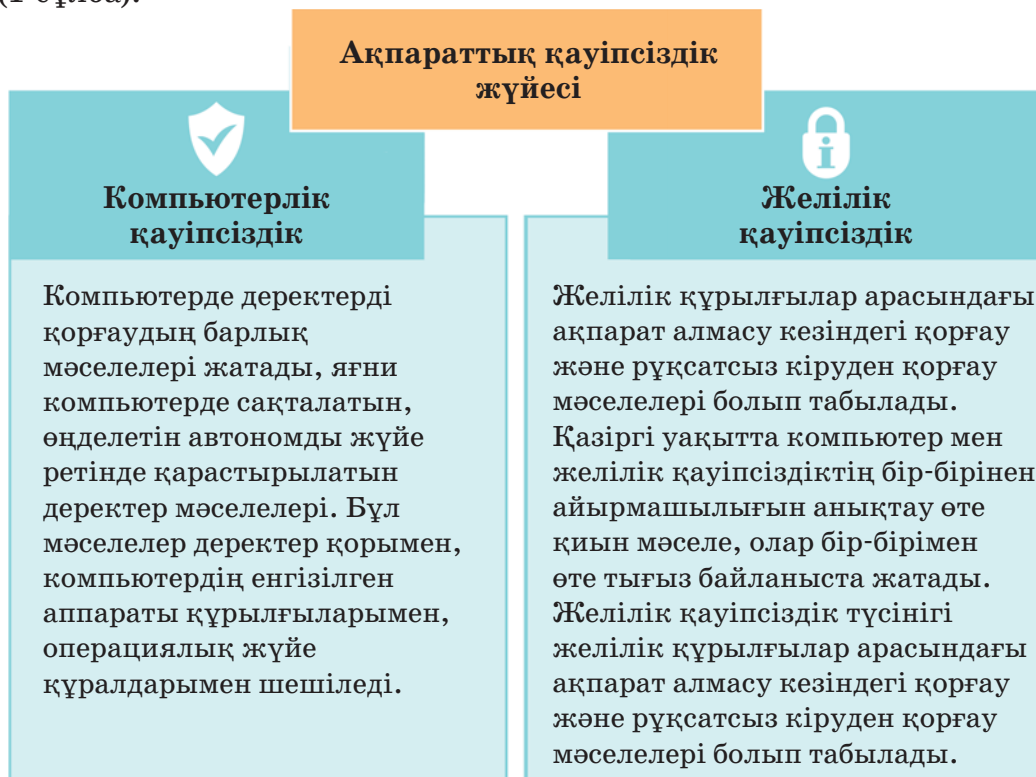 Ақпараттық қауіпсіздік
жүйесі
Компьютерлік
қауіпсіздік
Компьютерде деректерді
қорғаудың барлық
мәселелері жатады, яғни
компьютерде сақталатын,
өңделетін автономды жүйе
ретінде қарастырылатын
деректер мәселелері. Бұл
мәселелер деректер қорымен,
компьютердің енгізілген
аппараты құрылғыларымен,
операциялық жүйе
құралдарымен шешіледі.
Желілік
қауіпсіздік
Желілік құрылғылар арасындағы
ақпарат алмасу кезіндегі қорғау
және рұқсатсыз кіруден қорғау
мәселелері болып табылады.
Қазіргі уақытта компьютер мен
желілік қауіпсіздіктің бір-бірінен
айырмашылығын анықтау өте
қиын мәселе, олар бір-бірімен
өте тығыз байланыста жатады.
Желілік қауіпсіздік түсінігі
желілік құрылғылар арасындағы
ақпарат алмасу кезіндегі қорғау
және рұқсатсыз кіруден қорғау
мәселелері болып табылады.